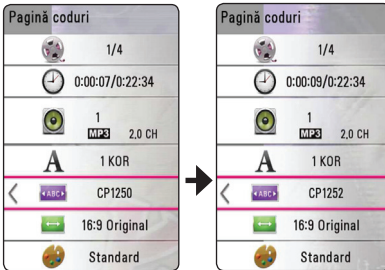 Pagină coduri
1/4
0:00:07/0:22:34
1
MP3 2,0 CH
A 1 KOR
ABC CP1250
16:9 Original
Standard
Pagină coduri
1/4
0:00:09/0:22:34
1
MP3 2,0 CH
A 1 KOR
ABC CP1252
16:9 Original
Standard